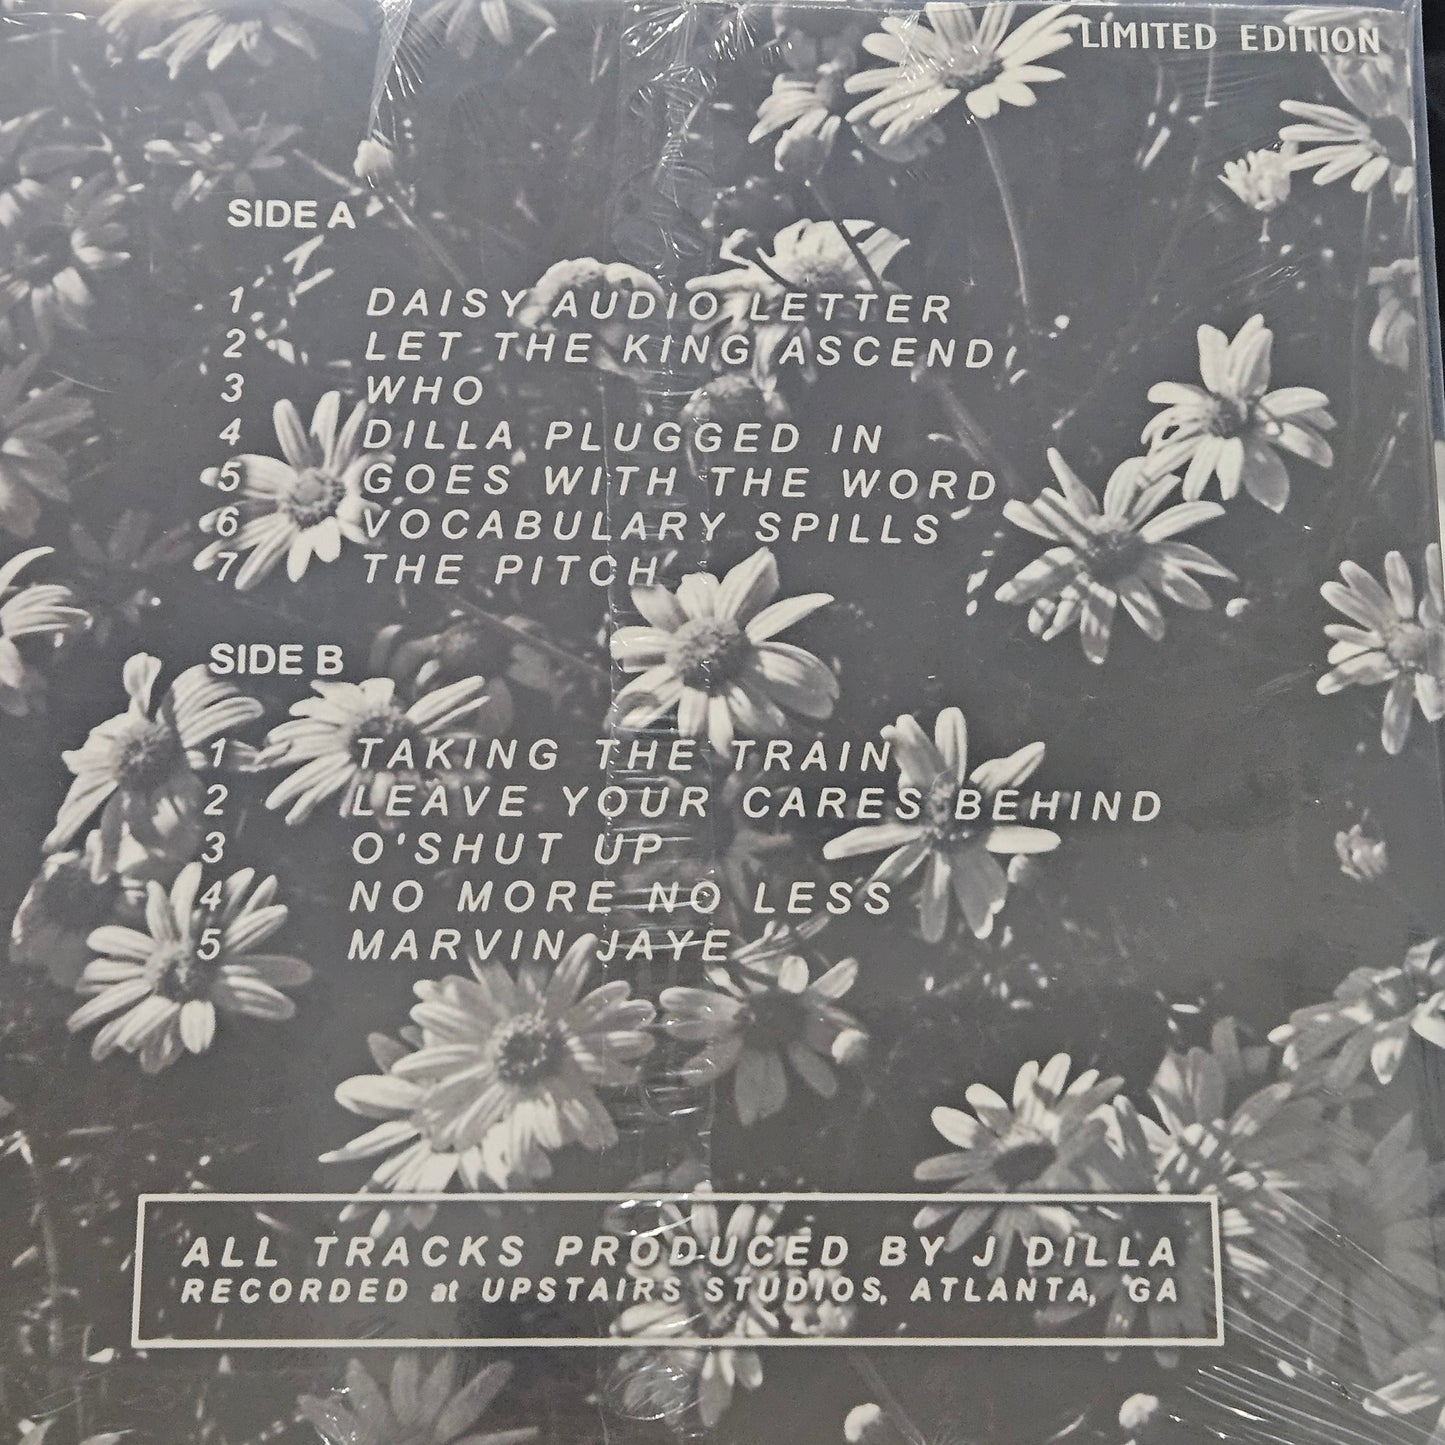 LIMITED EDITION
SIDE A
1 DAISY AUDIO LETTER
2 LET THE KING ASCEND
3 WHO
4 DILLA PLUGGED IN
5 GOES WITH THE WORD
6 VOCABULARY SPILLS
7 THE PITCH
SIDE B
1 TAKING THE TRAIN
2 LEAVE YOUR CARES BEHIND
3 O'SHUT UP
4 NO MORE NO LESS
5 MARVIN JAYE
ALL TRACKS PRODUCED BY J DILLA
RECORDED at UPSTAIRS STUDIOS, ATLANTA, GA